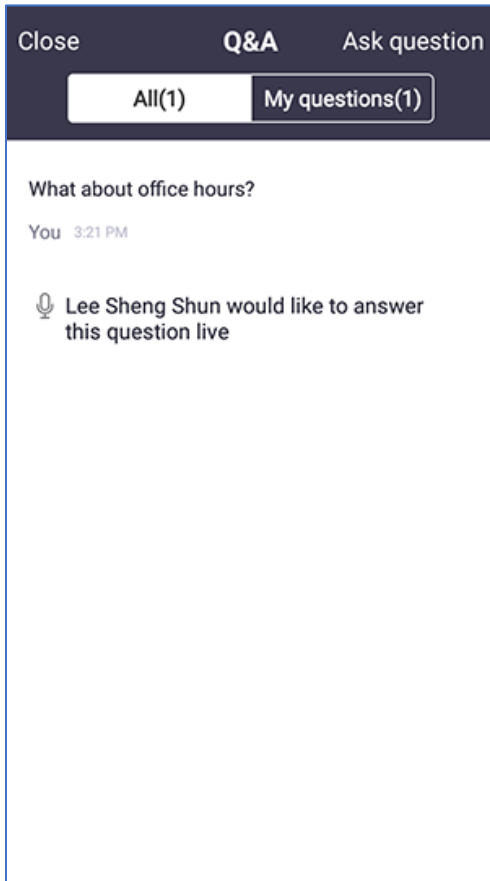 Close Q&A Ask question
All(1) My questions(1)
What about office hours?
You 3:21 PM
Lee Sheng Shun would like to answer
this question live